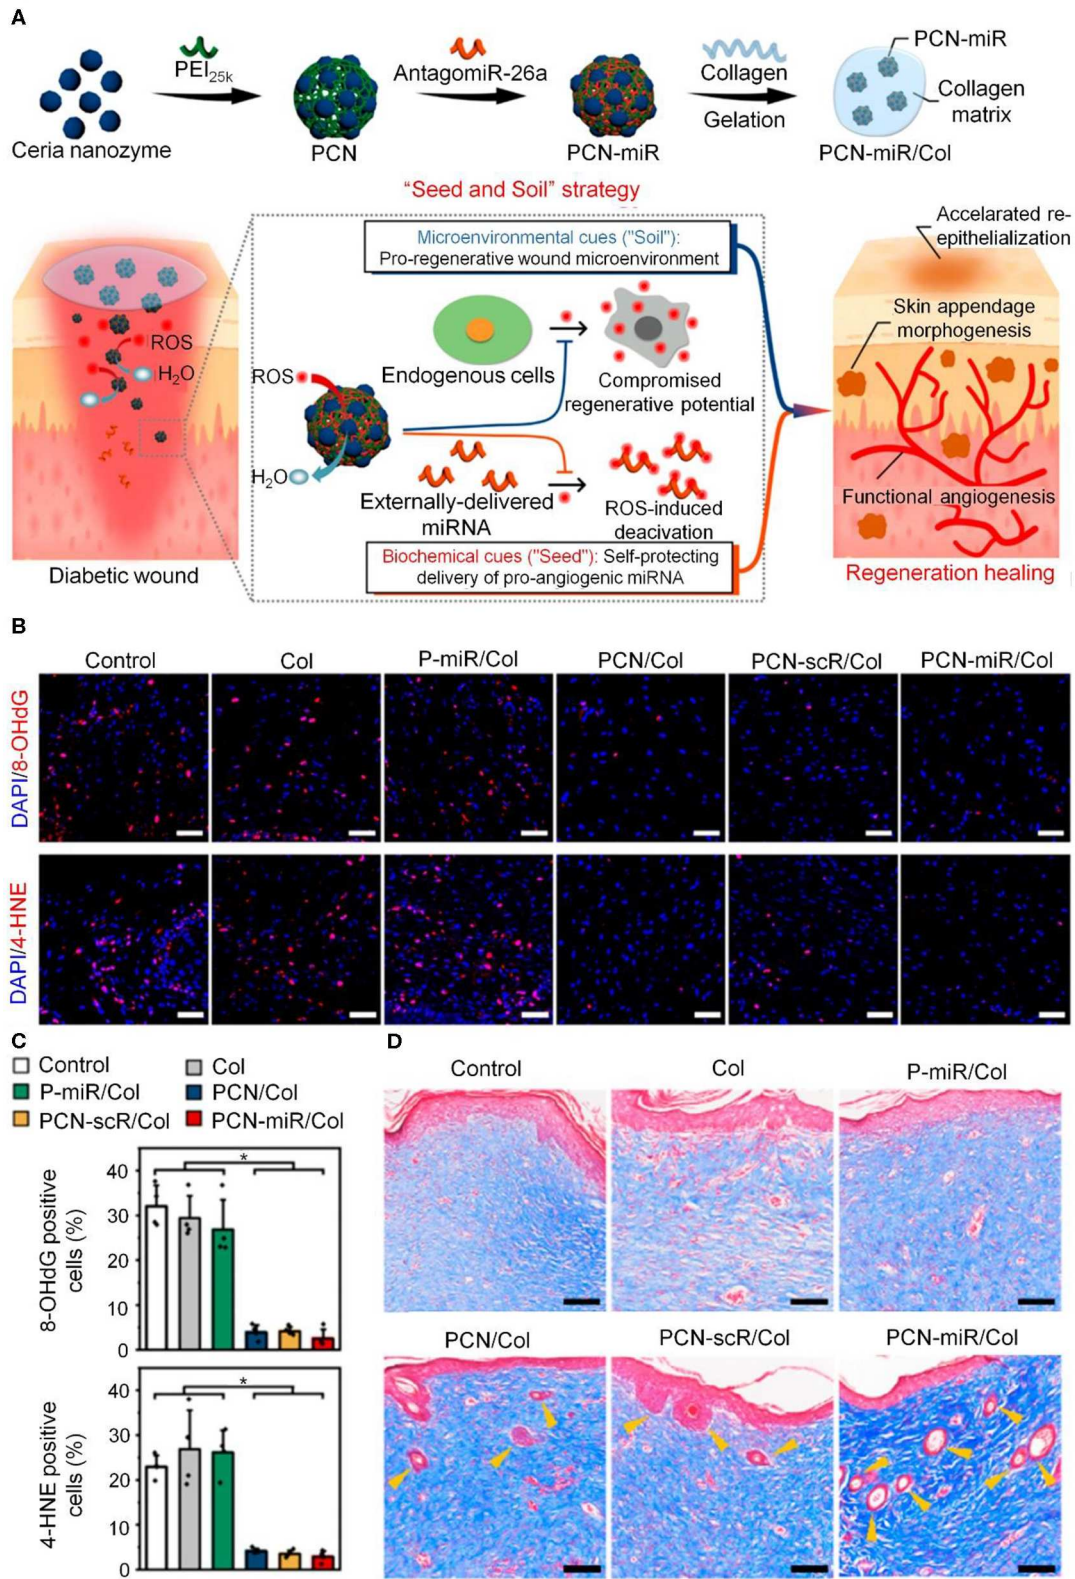 A
PEI25k
AntagomiR-26a
Collagen
Gelation
PCN-miR
Collagen
matrix
Ceria nanozyme
PCN
PCN-miR
PCN-miR/Col
“Seed and Soil” strategy
Microenvironmental cues ("Soil"):
Pro-regenerative wound microenvironment
Accelarated re-
epithelialization
Skin appendage
morphogenesis
ROS
H2O
Endogenous cells
Compromised
regenerative potential
ROS
H2O
Externally-delivered
miRNA
ROS-induced
deacivation
Functional angiogenesis
Biochemical cues ("Seed"): Self-protecting
delivery of pro-angiogenic miRNA
Diabetic wound
Regeneration healing
B
Control
Col
P-miR/Col
PCN/Col
PCN-scR/Col
PCN-miR/Col
DAPI/8-OHdG
DAPI/4-HNE
C
Control
Col
P-miR/Col
PCN/Col
PCN-scR/Col
PCN-miR/Col
8-OHdG positive
cells (%)
40
30
20
10
0
*
4-HNE positive
cells (%)
40
30
20
10
0
*
D
Control
Col
P-miR/Col
PCN/Col
PCN-scR/Col
PCN-miR/Col